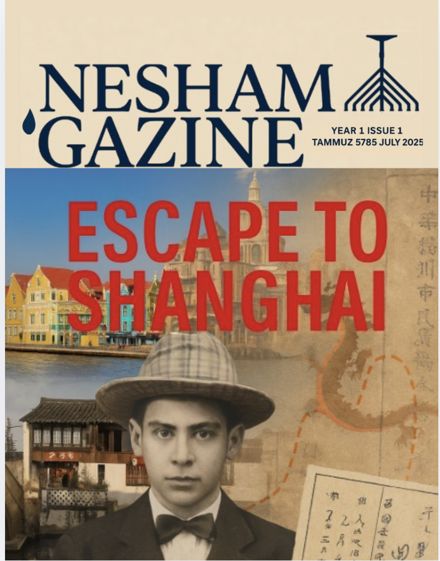 NESHAM
GAZINE
YEAR 1 ISSUE 1
TAMMUZ 5785 JULY 2025
ESCAPE TO
SHANGHAI